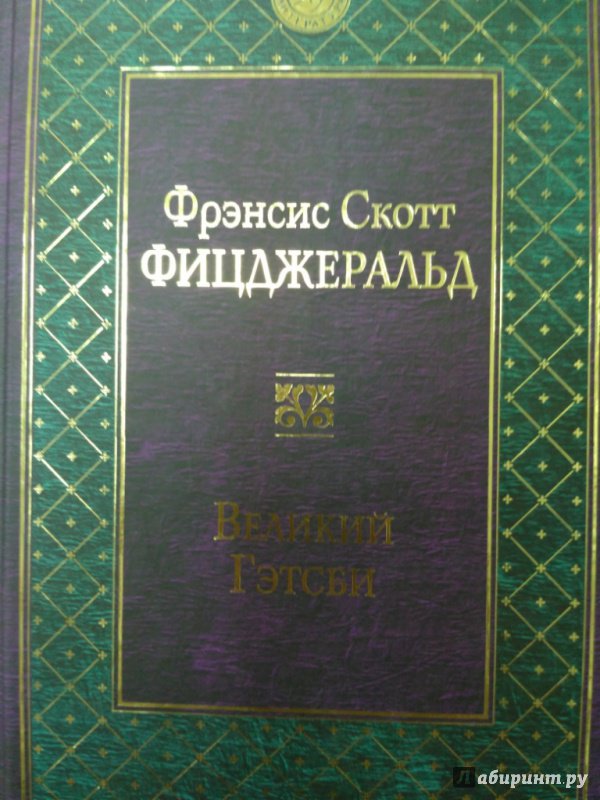 Фрэнсис Скотт
ФИЦДЖЕРАЛЬД
ВЕЛИКИЙ
ГЭТСБИ
Лабиринт.ру